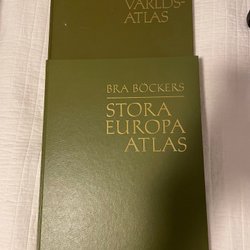 VÄRLDS-
ATLAS
BRA BÖCKERS
STORA
EUROPA
ATLAS